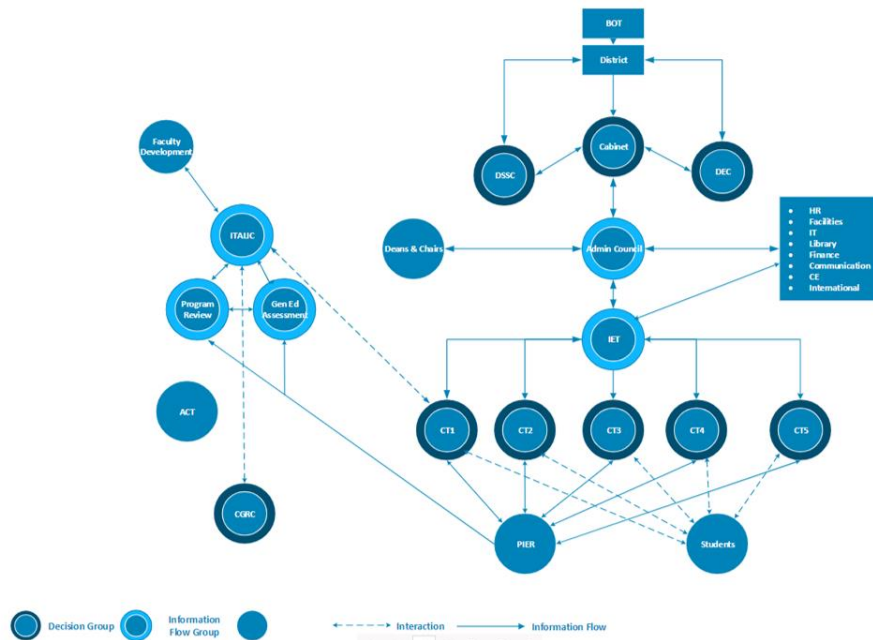 BOT
District
Cabinet
DSSC
DEC
Faculty
Development
ITALIC
Deans & Chairs
Admin Council
HR
Facilities
IT
Library
Finance
Communication
CE
International
Program
Review
Gen Ed
Assessment
IET
ACT
CT1
CT2
CT3
CT4
CT5
CGRC
PIER
Students
Decision Group
Information
Flow Group
Interaction
Information Flow